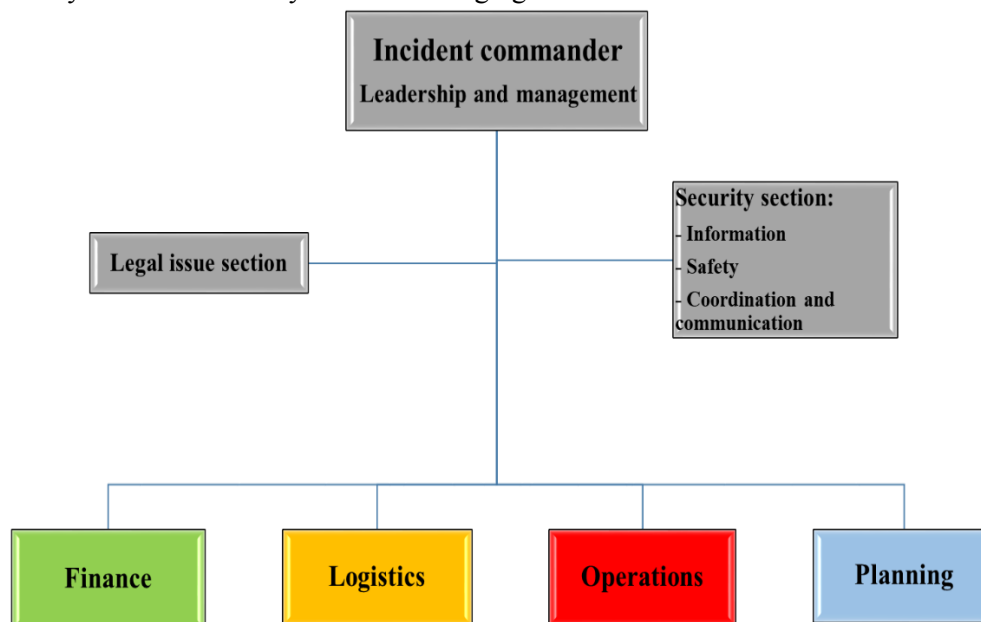 Incident commander
Leadership and management
Security section:
- Information
- Safety
- Coordination and
communication
Legal issue section
Finance
Logistics
Operations
Planning